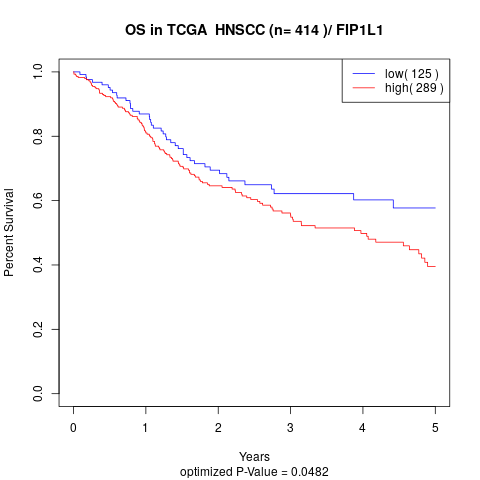 OS in TCGA  HNSCC (n= 414 )/ FIP1L1
low( 125 )
high( 289 )
Percent Survival
1.0
0.8
0.6
0.4
0.2
0.0
0 1 2 3 4 5
Years
optimized P-Value = 0.0482